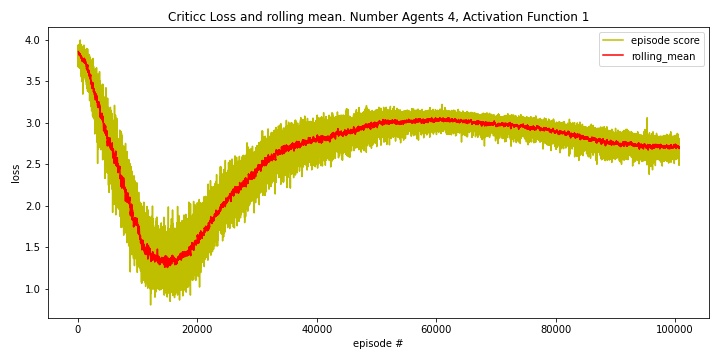 Criticc Loss and rolling mean. Number Agents 4, Activation Function 1
episode score
rolling_mean
4.0
3.5
3.0
2.5
2.0
1.5
1.0
loss
0
20000
40000
60000
80000
100000
episode #